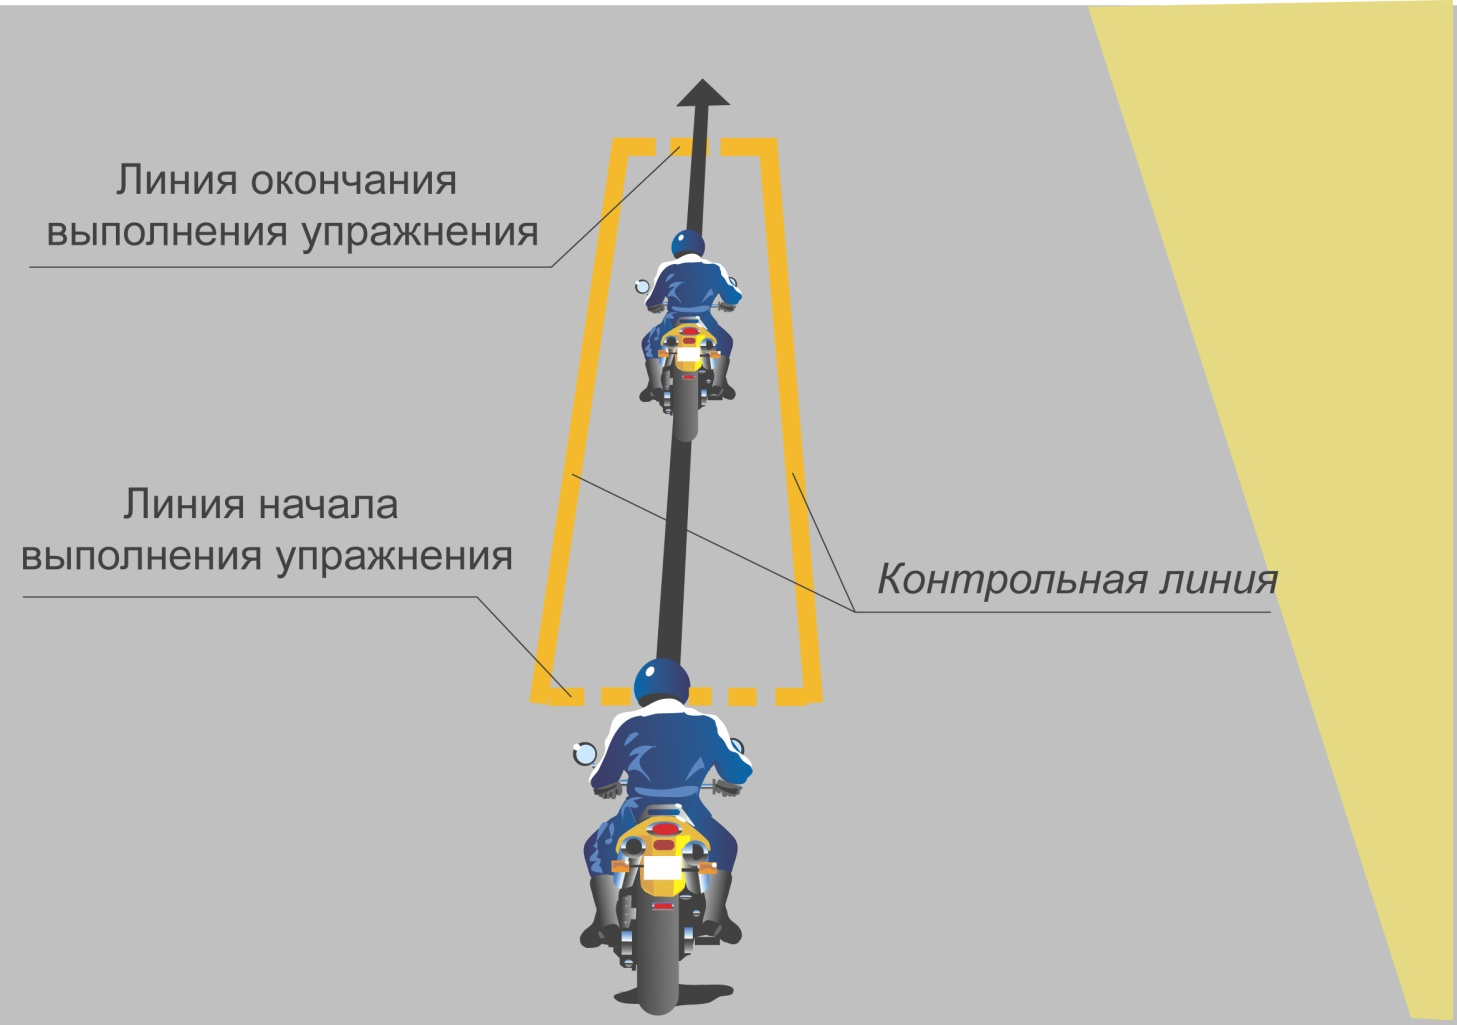 Линия окончания
выполнения упражнения
Линия начала
выполнения упражнения
Контрольная линия